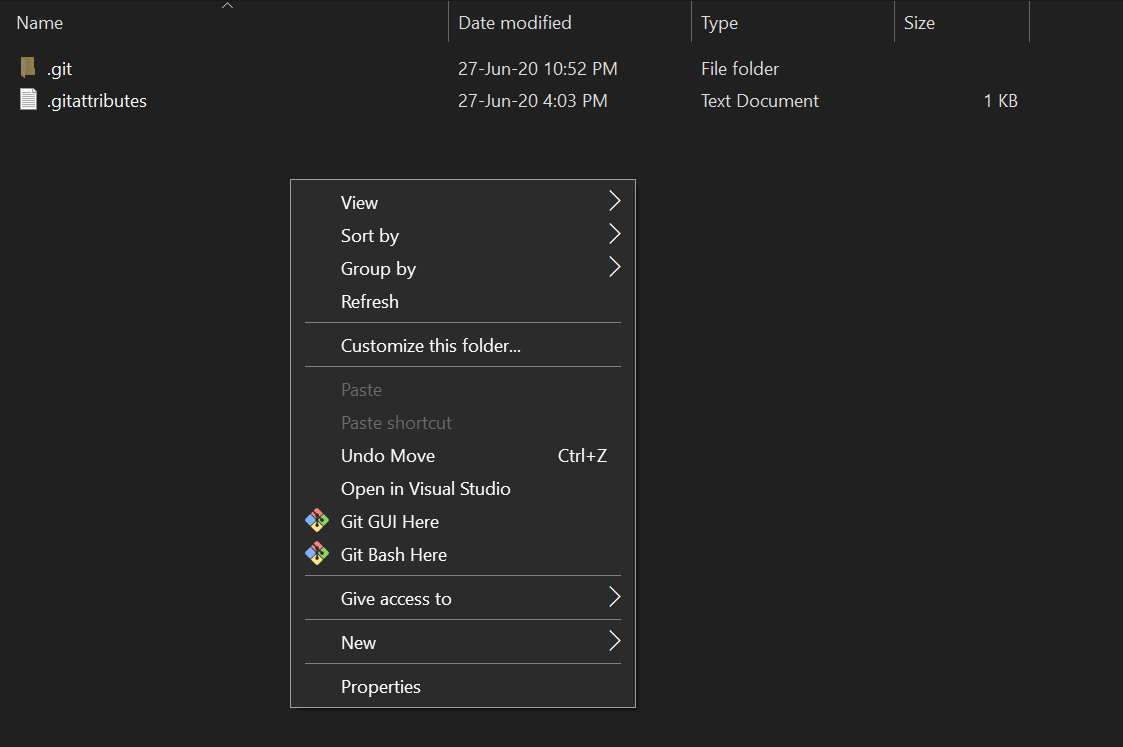 Name Date modified Type Size
.git 27-Jun-20 10:52 PM File folder
.gitattributes 27-Jun-20 4:03 PM Text Document 1 KB
View
Sort by
Group by
Refresh
Customize this folder...
Paste
Paste shortcut
Undo Move Ctrl+Z
Open in Visual Studio
Git GUI Here
Git Bash Here
Give access to
New
Properties